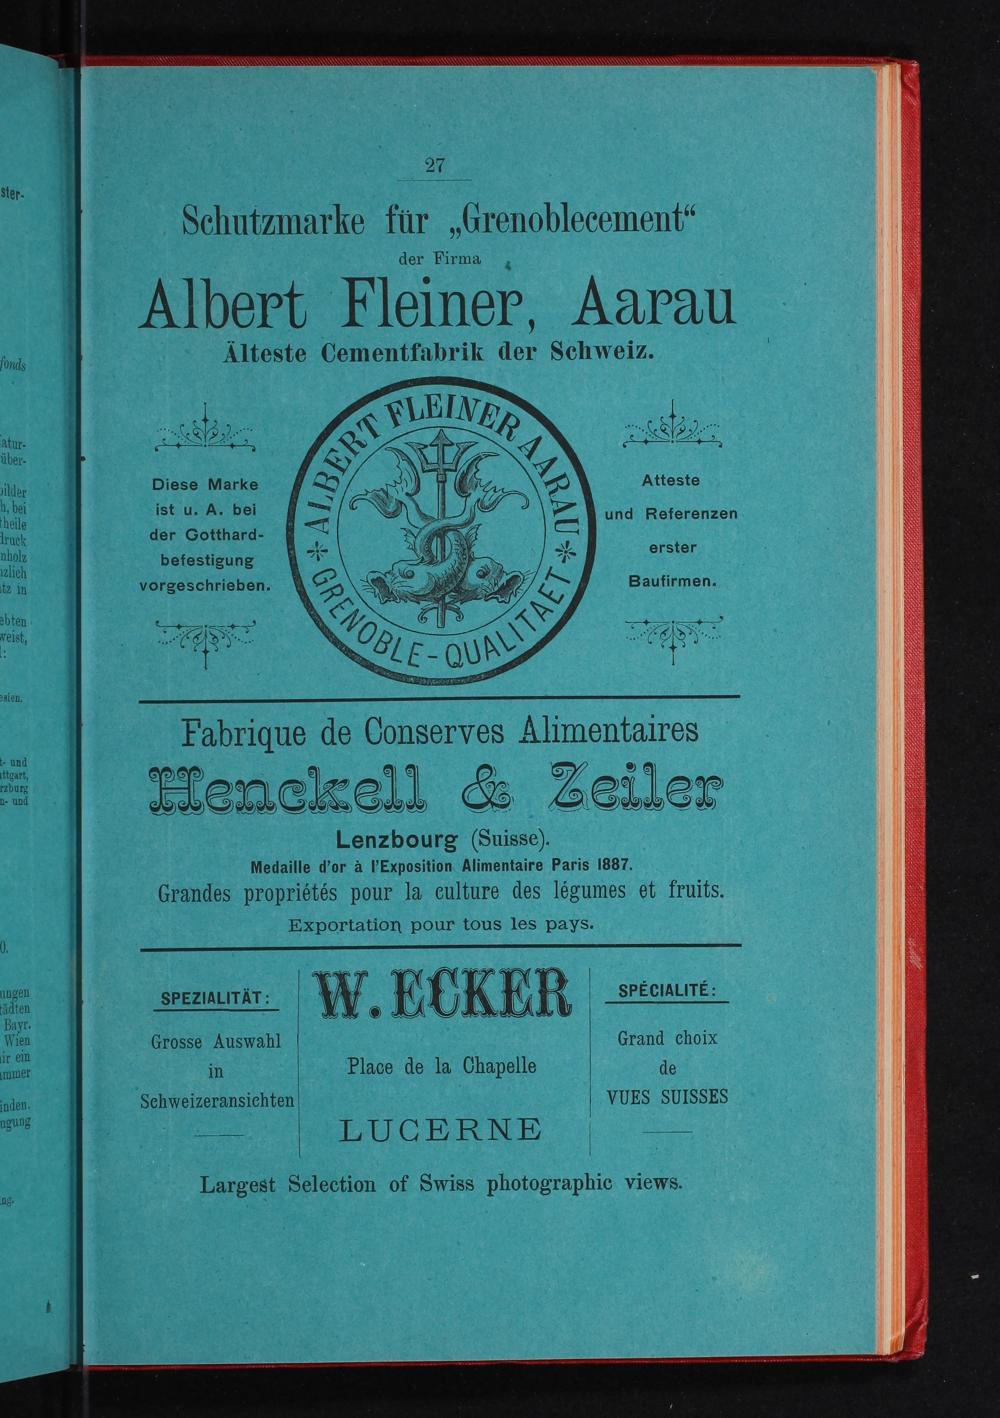 27
Schutzmarke für „Grenoblecement“
der Firma
Albert Fleiner, Aarau
Älteste Cementfabrik der Schweiz.
Diese Marke
ist u. A. bei
der Gotthard-
befestigung
vorgeschrieben.
ALBERT FLEINER AARAU
* GRENOBLE-QUALITAET *
Atteste
und Referenzen
erster
Baufirmen.
Fabrique de Conserves Alimentaires
Henckell & Zeiler
Lenzbourg (Suisse).
Medaille d'or à l'Exposition Alimentaire Paris 1887.
Grandes propriétés pour la culture des légumes et fruits.
Exportation pour tous les pays.
SPEZIALITÄT:
Grosse Auswahl
in
Schweizeransichten
W. ECKER
Place de la Chapelle
LUCERNE
SPÉCIALITÉ:
Grand choix
de
VUES SUISSES
Largest Selection of Swiss photographic views.